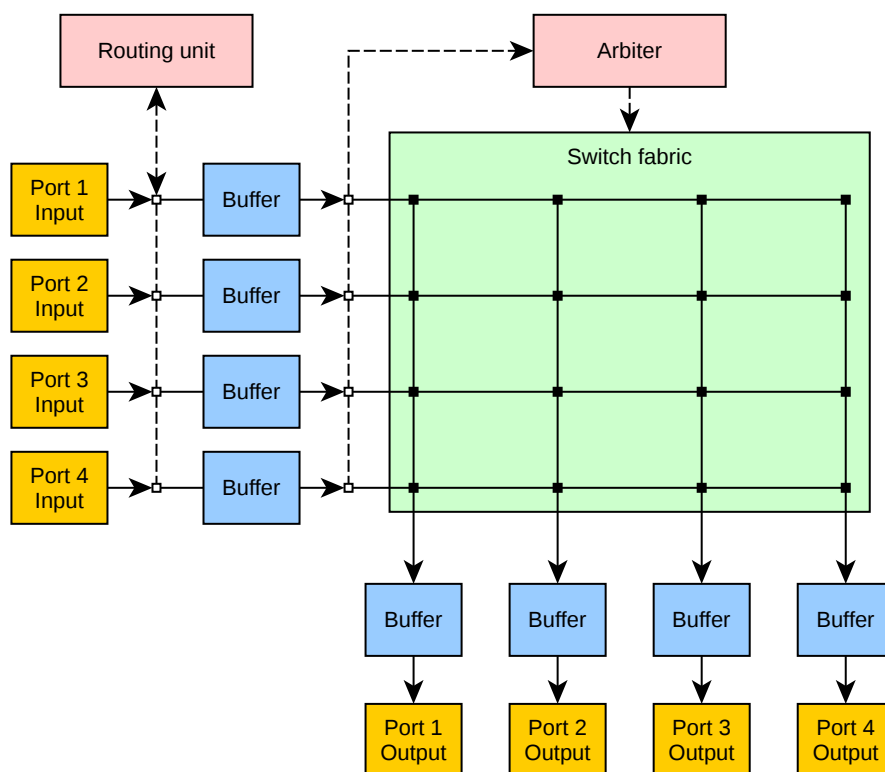 Routing unit
Arbiter
Switch fabric
Port 1
Input
Buffer
Port 2
Input
Buffer
Port 3
Input
Buffer
Port 4
Input
Buffer
Buffer
Buffer
Buffer
Buffer
Port 1
Output
Port 2
Output
Port 3
Output
Port 4
Output